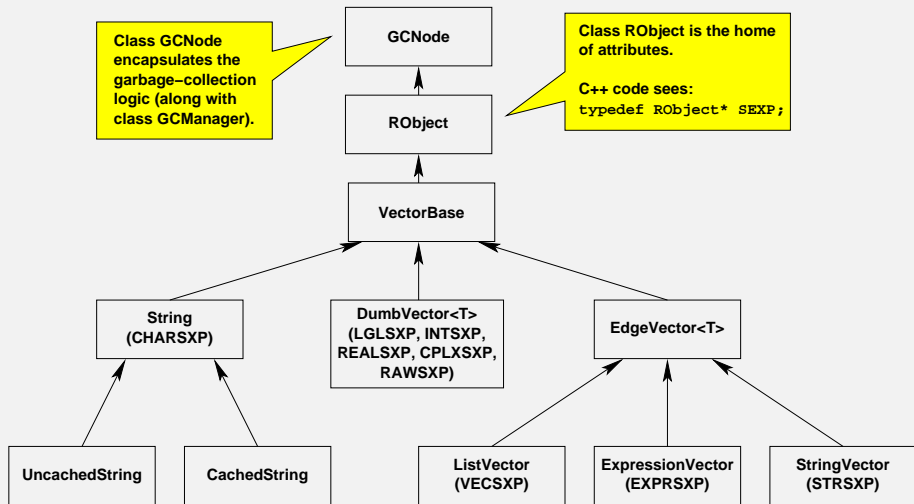 Class GCNode
encapsulates the
garbage–collection
logic (along with
class GCManager).
GCNode
Class RObject is the home
of attributes.
C++ code sees:
typedef RObject* SEXP;
RObject
VectorBase
String
(CHARSXP)
DumbVector<T>
(LGLSXP, INTSXP,
REALSXP, CPLXSXP,
RAWSXP)
EdgeVector<T>
UncachedString
CachedString
ListVector
(VECSXP)
ExpressionVector
(EXPRSXP)
StringVector
(STRSXP)